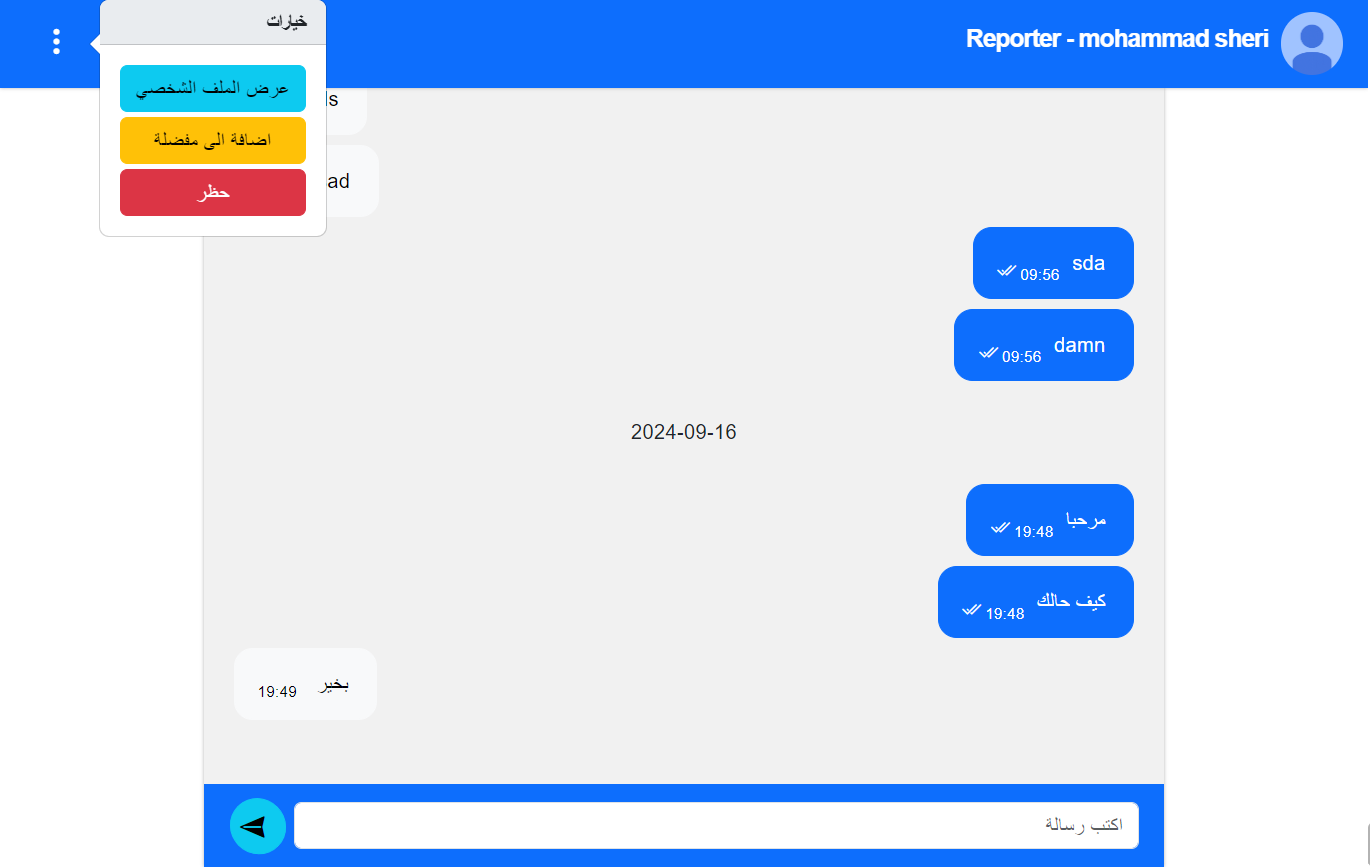 Reporter - mohammad sheri
خيارات
عرض الملف الشخصي
اضافة الى مفضلة
حظر
ls
ad
sda 09:56
damn 09:56
2024-09-16
مرحبا 19:48
كيف حالك 19:48
بخير 19:49
اكتب رسالة